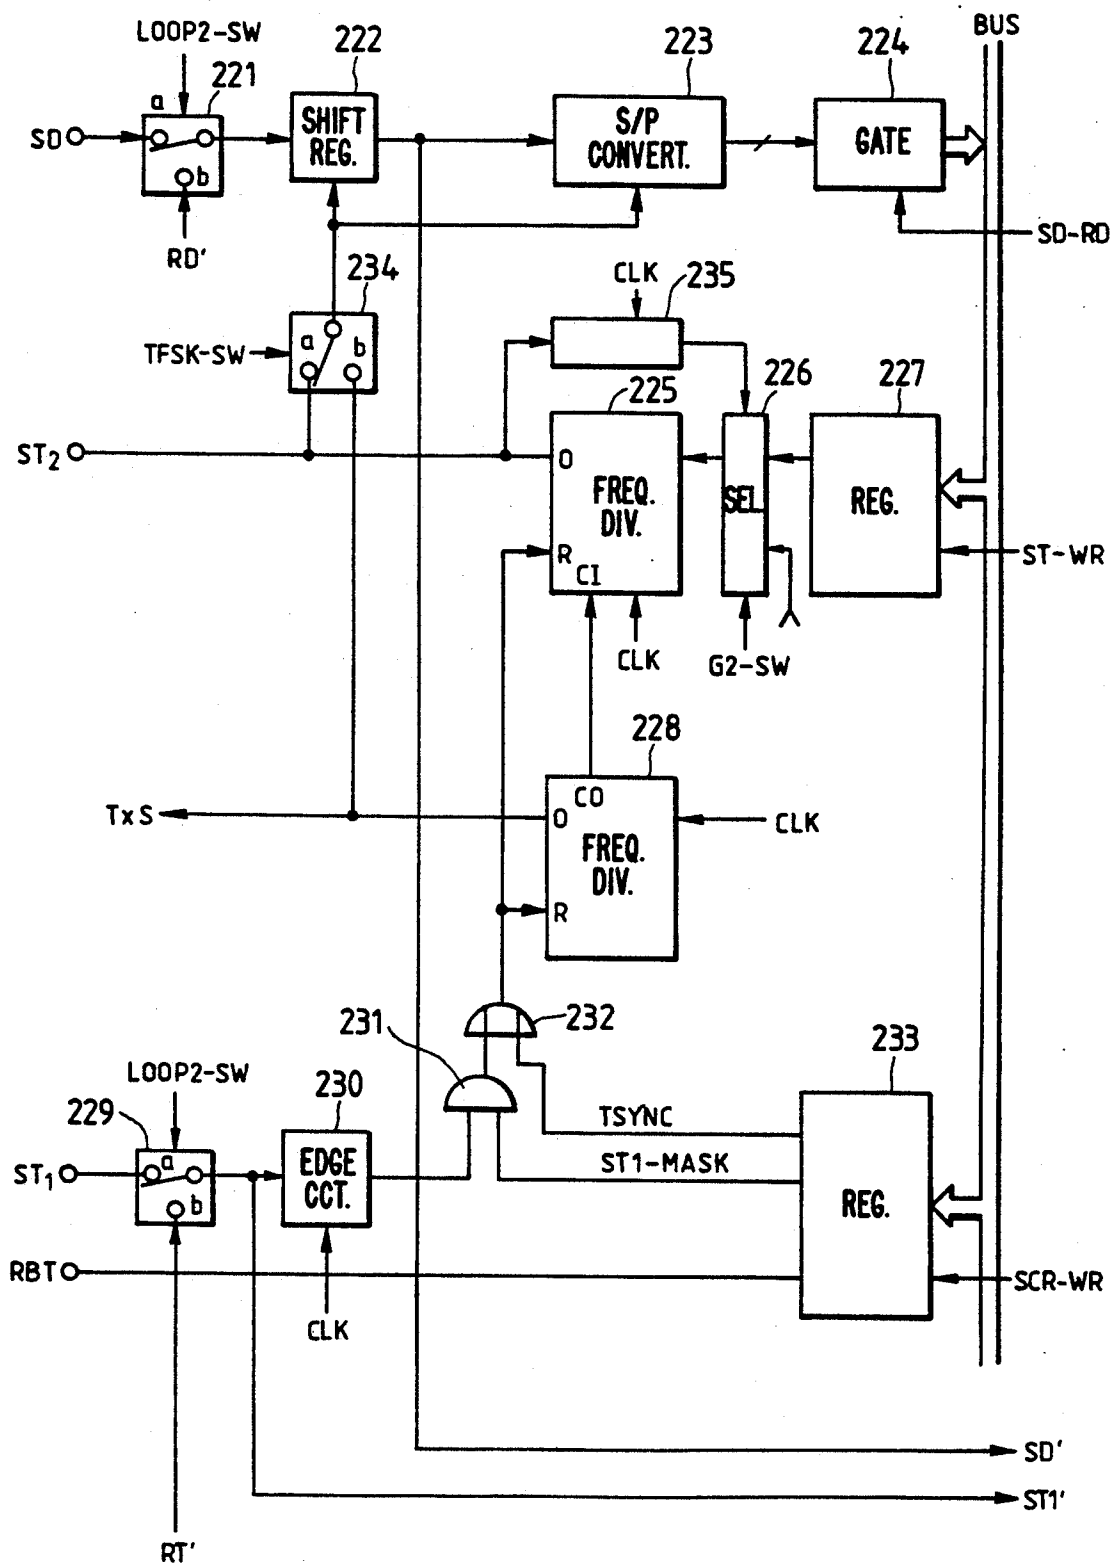 BUS
LOOP2-SW
221
222
223
224
a
SD
b
SHIFT
REG.
S/P
CONVERT.
GATE
RD'
SD-RD
234
CLK
235
TFSK-SW
a
b
225
226
227
ST2
O
FREQ.
DIV.
SEL
REG.
R
CI
ST-WR
CLK
G2-SW
228
TxS
CO
O
FREQ.
DIV.
CLK
R
231
232
233
LOOP2-SW
229
230
TSYNC
ST1
a
b
EDGE
CCT.
ST1-MASK
REG.
RBT
SCR-WR
CLK
SD'
ST1'
RT'